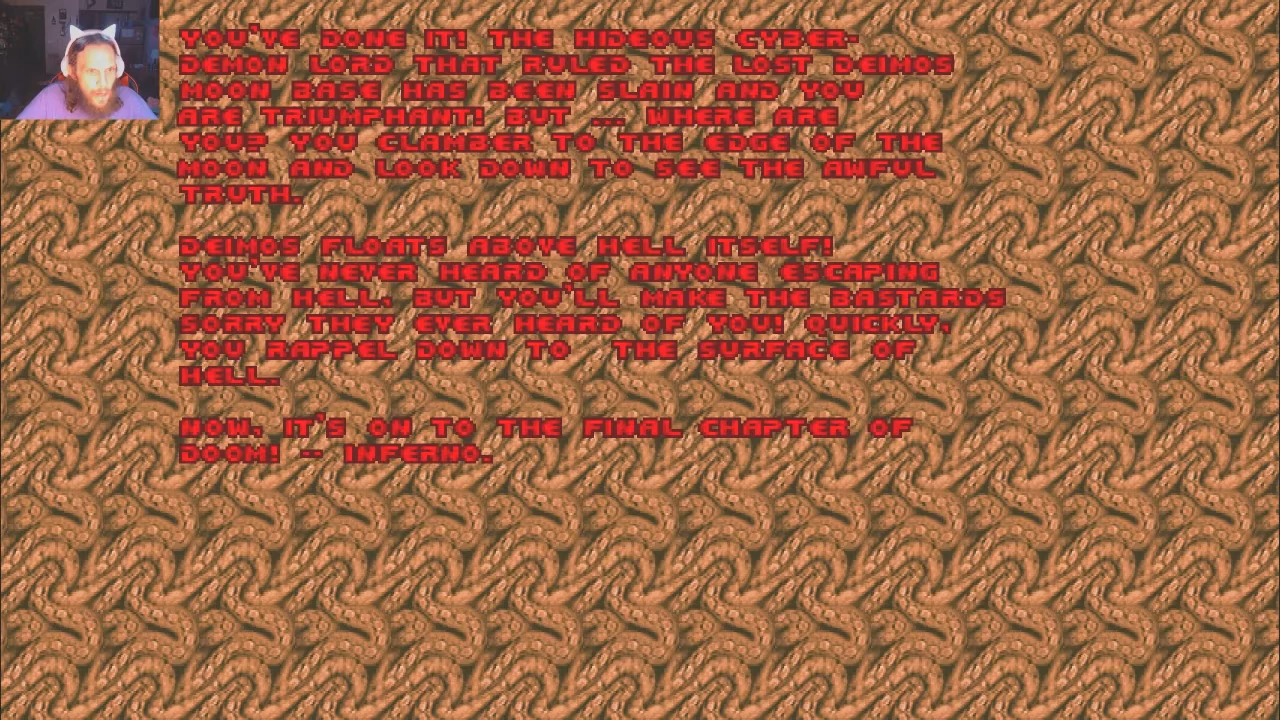 YOU'VE DONE IT! THE HIDEOUS CYBER-
DEMON LORD THAT RULED THE LOST DEIMOS
MOON BASE HAS BEEN SLAIN AND YOU
ARE TRIUMPHANT! BUT ... WHERE ARE
YOU? YOU CLAMBER TO THE EDGE OF THE
MOON AND LOOK DOWN TO SEE THE AWFUL
TRUTH.
DEIMOS FLOATS ABOVE HELL ITSELF!
YOU'VE NEVER HEARD OF ANYONE ESCAPING
FROM HELL, BUT YOU'LL MAKE THE BASTARDS
SORRY THEY EVER HEARD OF YOU! QUICKLY,
YOU RAPPEL DOWN TO THE SURFACE OF
HELL.
NOW, IT'S ON TO THE FINAL CHAPTER OF
DOOM! -- INFERNO.